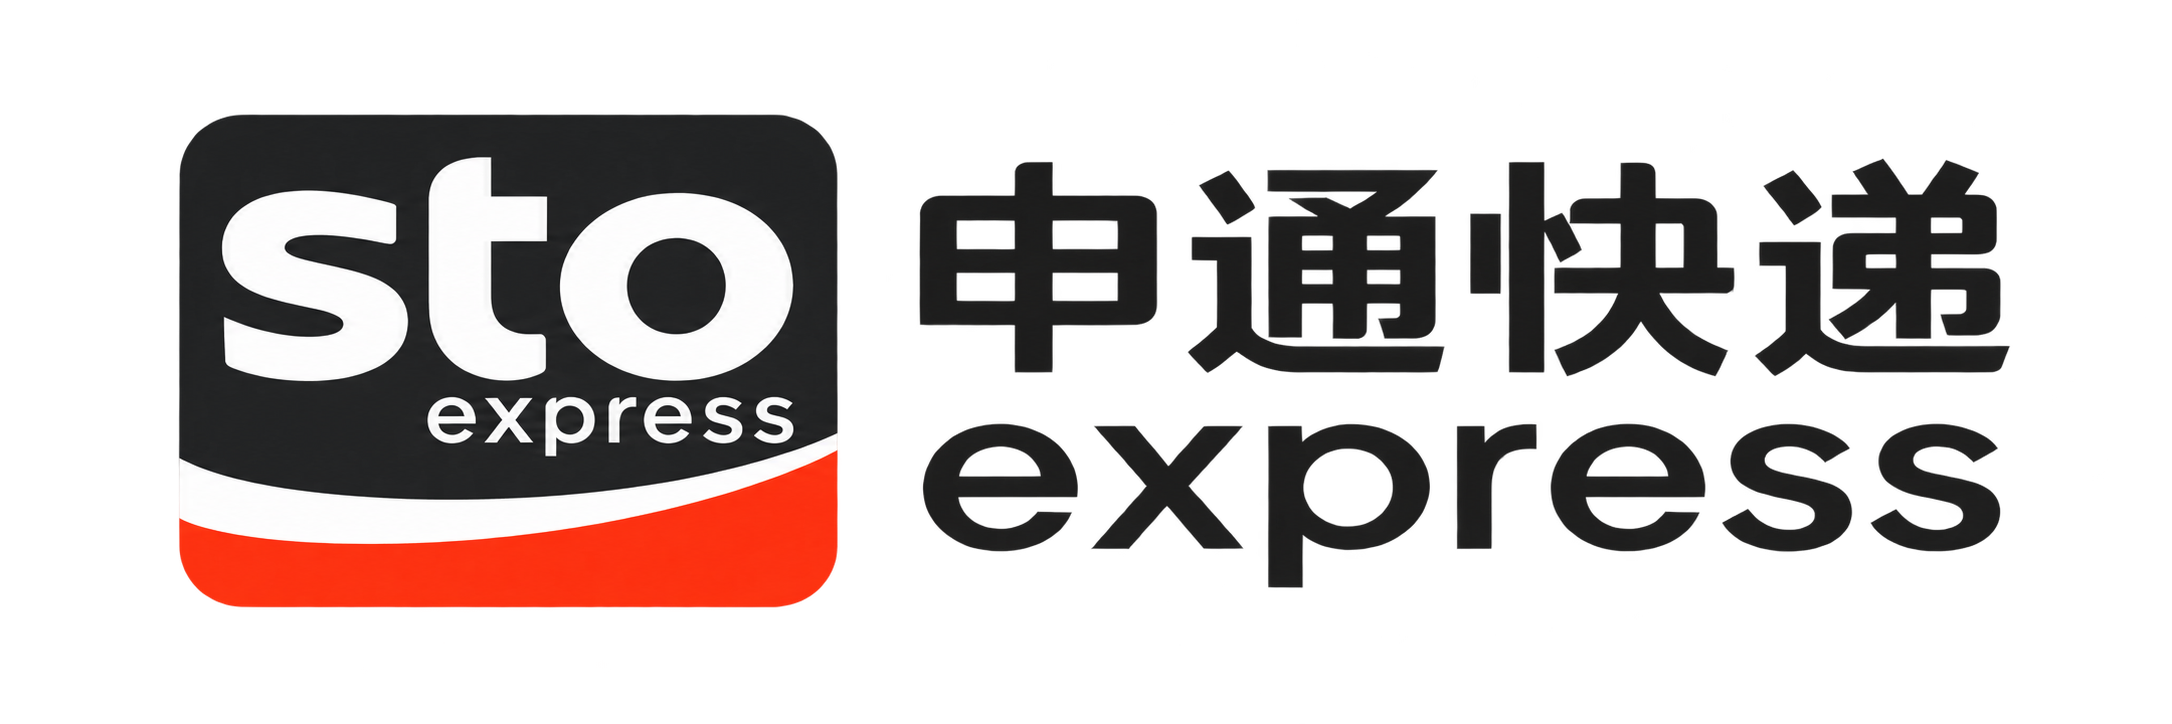 sto
express
申通快递
express